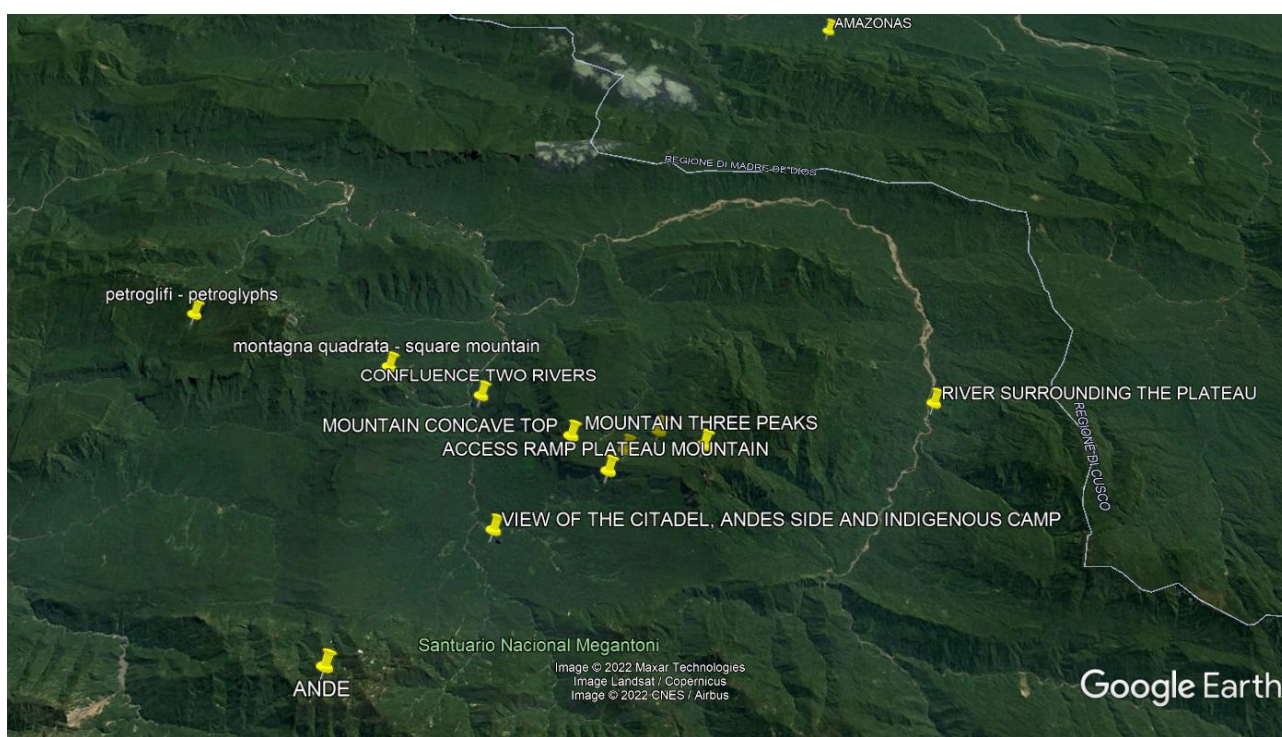 AMAZONAS
REGIONE DI MADRE DE DIOS
petroglifi - petroglyphs
montagna quadrata - square mountain
CONFLUENCE TWO RIVERS
RIVER SURROUNDING THE PLATEAU
MOUNTAIN CONCAVE TOP
MOUNTAIN THREE PEAKS
ACCESS RAMP PLATEAU MOUNTAIN
REGIONE DI CUSCO
VIEW OF THE CITADEL, ANDES SIDE AND INDIGENOUS CAMP
Santuario Nacional Megantoni
ANDE
Image © 2022 Maxar Technologies
Image Landsat / Copernicus
Image © 2022 CNES / Airbus
Google Earth